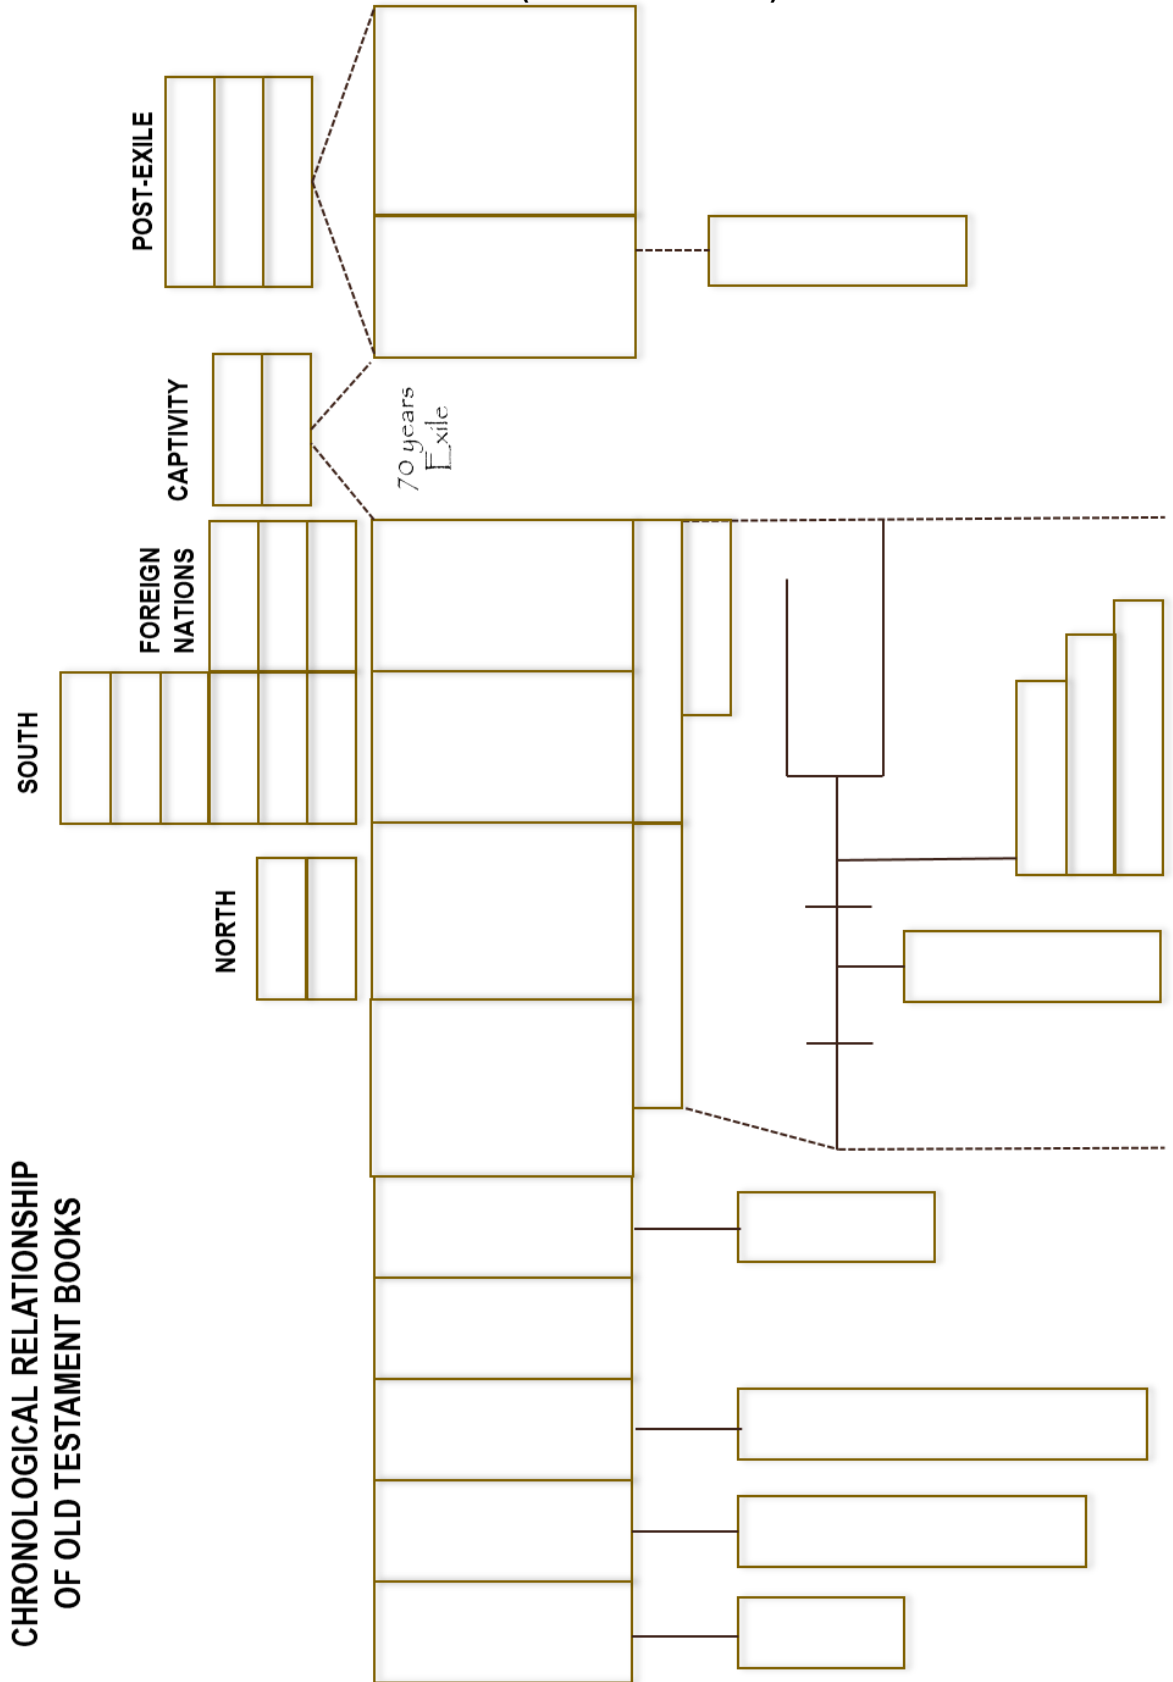 CHRONOLOGICAL RELATIONSHIP
OF OLD TESTAMENT BOOKS
NORTH
SOUTH
FOREIGN
NATIONS
CAPTIVITY
POST-EXILE
70 years
Exile